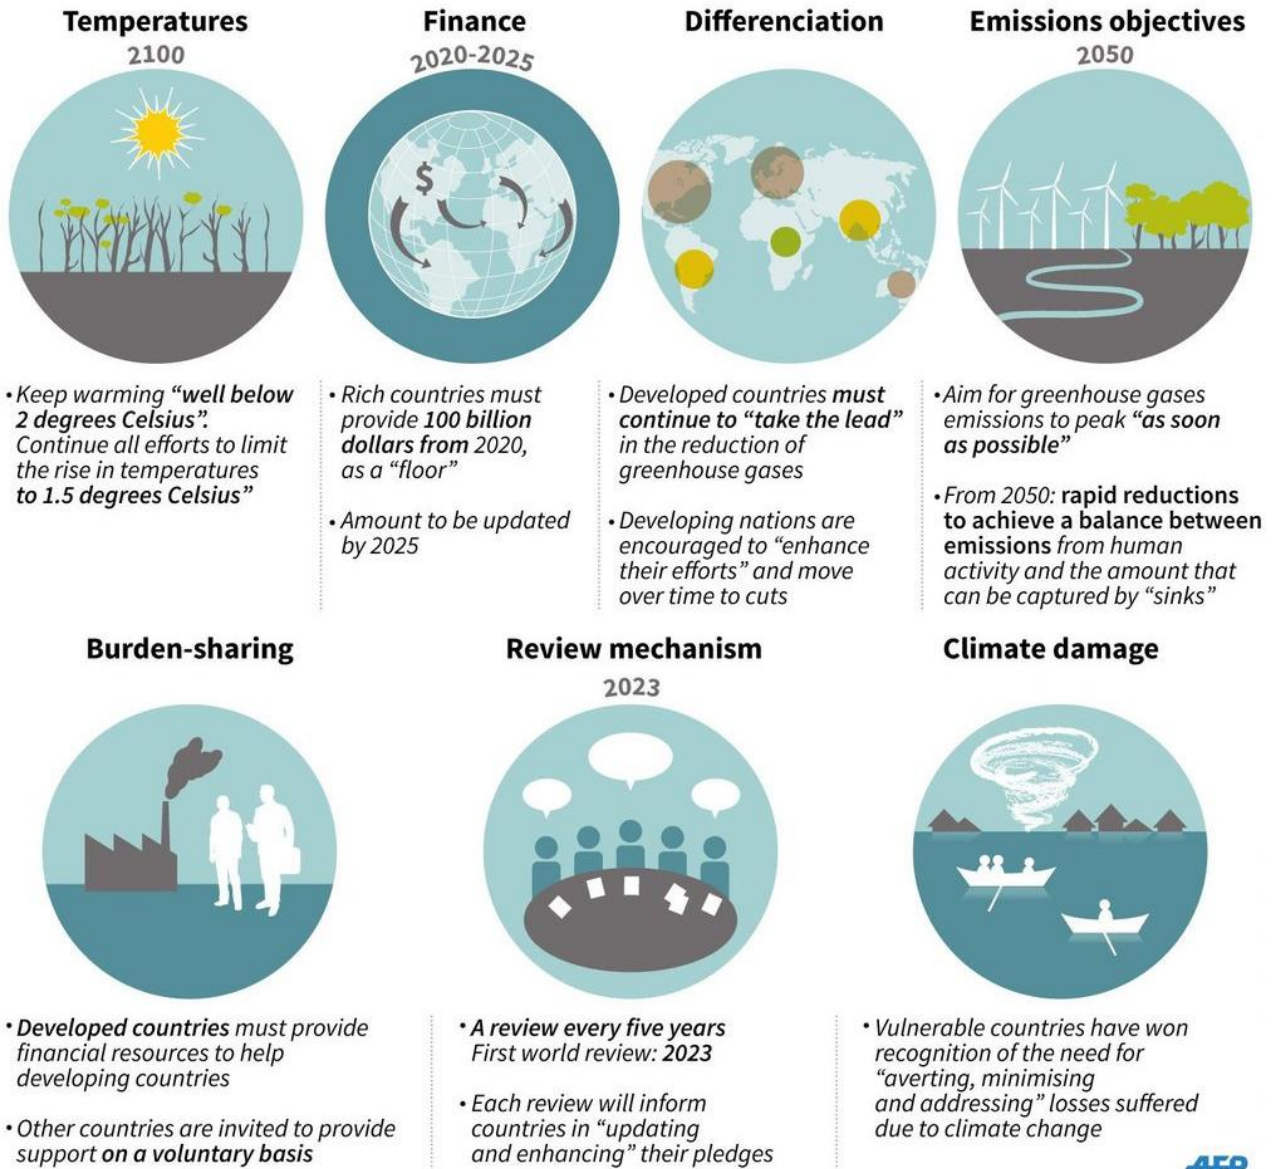 Temperatures
2100
• Keep warming “well below
2 degrees Celsius”.
Continue all efforts to limit
the rise in temperatures
to 1.5 degrees Celsius”
Finance
2020-2025
$
• Rich countries must
provide 100 billion
dollars from 2020,
as a “floor”
• Amount to be updated
by 2025
Differenciation
• Developed countries must
continue to “take the lead”
in the reduction of
greenhouse gases
• Developing nations are
encouraged to “enhance
their efforts” and move
over time to cuts
Emissions objectives
2050
• Aim for greenhouse gases
emissions to peak “as soon
as possible”
• From 2050: rapid reductions
to achieve a balance between
emissions from human
activity and the amount that
can be captured by “sinks”
Burden-sharing
• Developed countries must provide
financial resources to help
developing countries
• Other countries are invited to provide
support on a voluntary basis
Review mechanism
2023
• A review every five years
First world review: 2023
• Each review will inform
countries in “updating
and enhancing” their pledges
Climate damage
• Vulnerable countries have won
recognition of the need for
“averting, minimising
and addressing” losses suffered
due to climate change
AFP